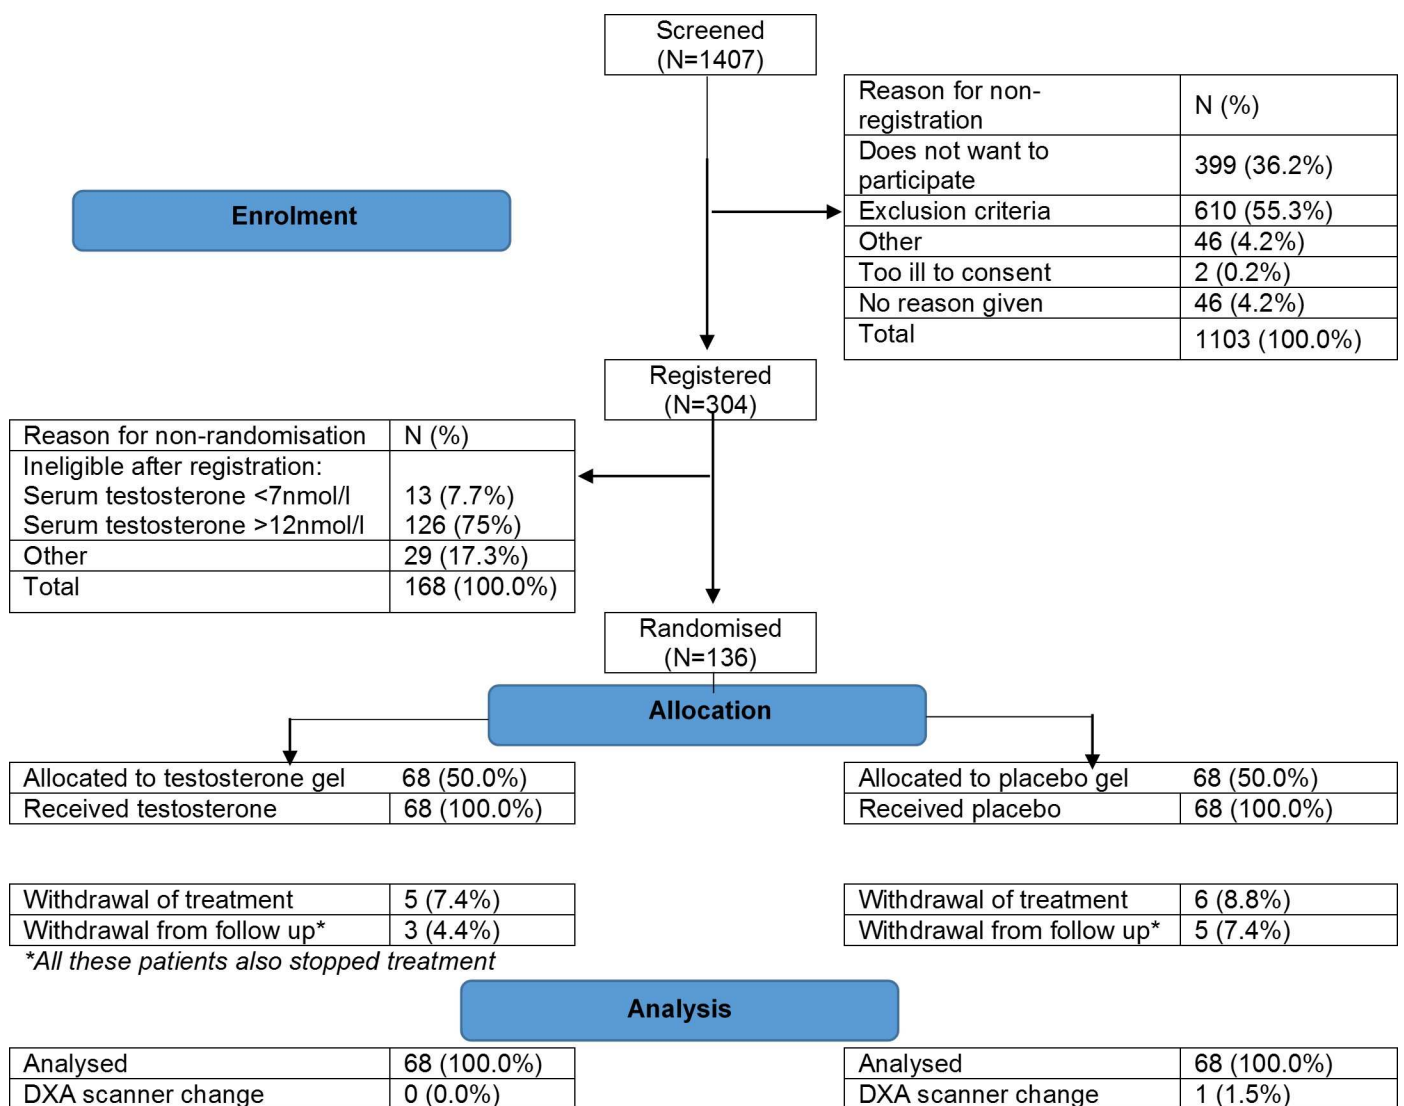 Screened
(N=1407)
Reason for non-
registration
N (%)
Does not want to
participate
399 (36.2%)
Exclusion criteria
610 (55.3%)
Other
46 (4.2%)
Too ill to consent
2 (0.2%)
No reason given
46 (4.2%)
Total
1103 (100.0%)
Enrolment
Registered
(N=304)
Reason for non-randomisation
N (%)
Ineligible after registration:
Serum testosterone <7nmol/l
13 (7.7%)
Serum testosterone >12nmol/l
126 (75%)
Other
29 (17.3%)
Total
168 (100.0%)
Randomised
(N=136)
Allocation
Allocated to testosterone gel
68 (50.0%)
Received testosterone
68 (100.0%)
Allocated to placebo gel
68 (50.0%)
Received placebo
68 (100.0%)
Withdrawal of treatment
5 (7.4%)
Withdrawal from follow up*
3 (4.4%)
*All these patients also stopped treatment
Withdrawal of treatment
6 (8.8%)
Withdrawal from follow up*
5 (7.4%)
Analysis
Analysed
68 (100.0%)
DXA scanner change
0 (0.0%)
Analysed
68 (100.0%)
DXA scanner change
1 (1.5%)